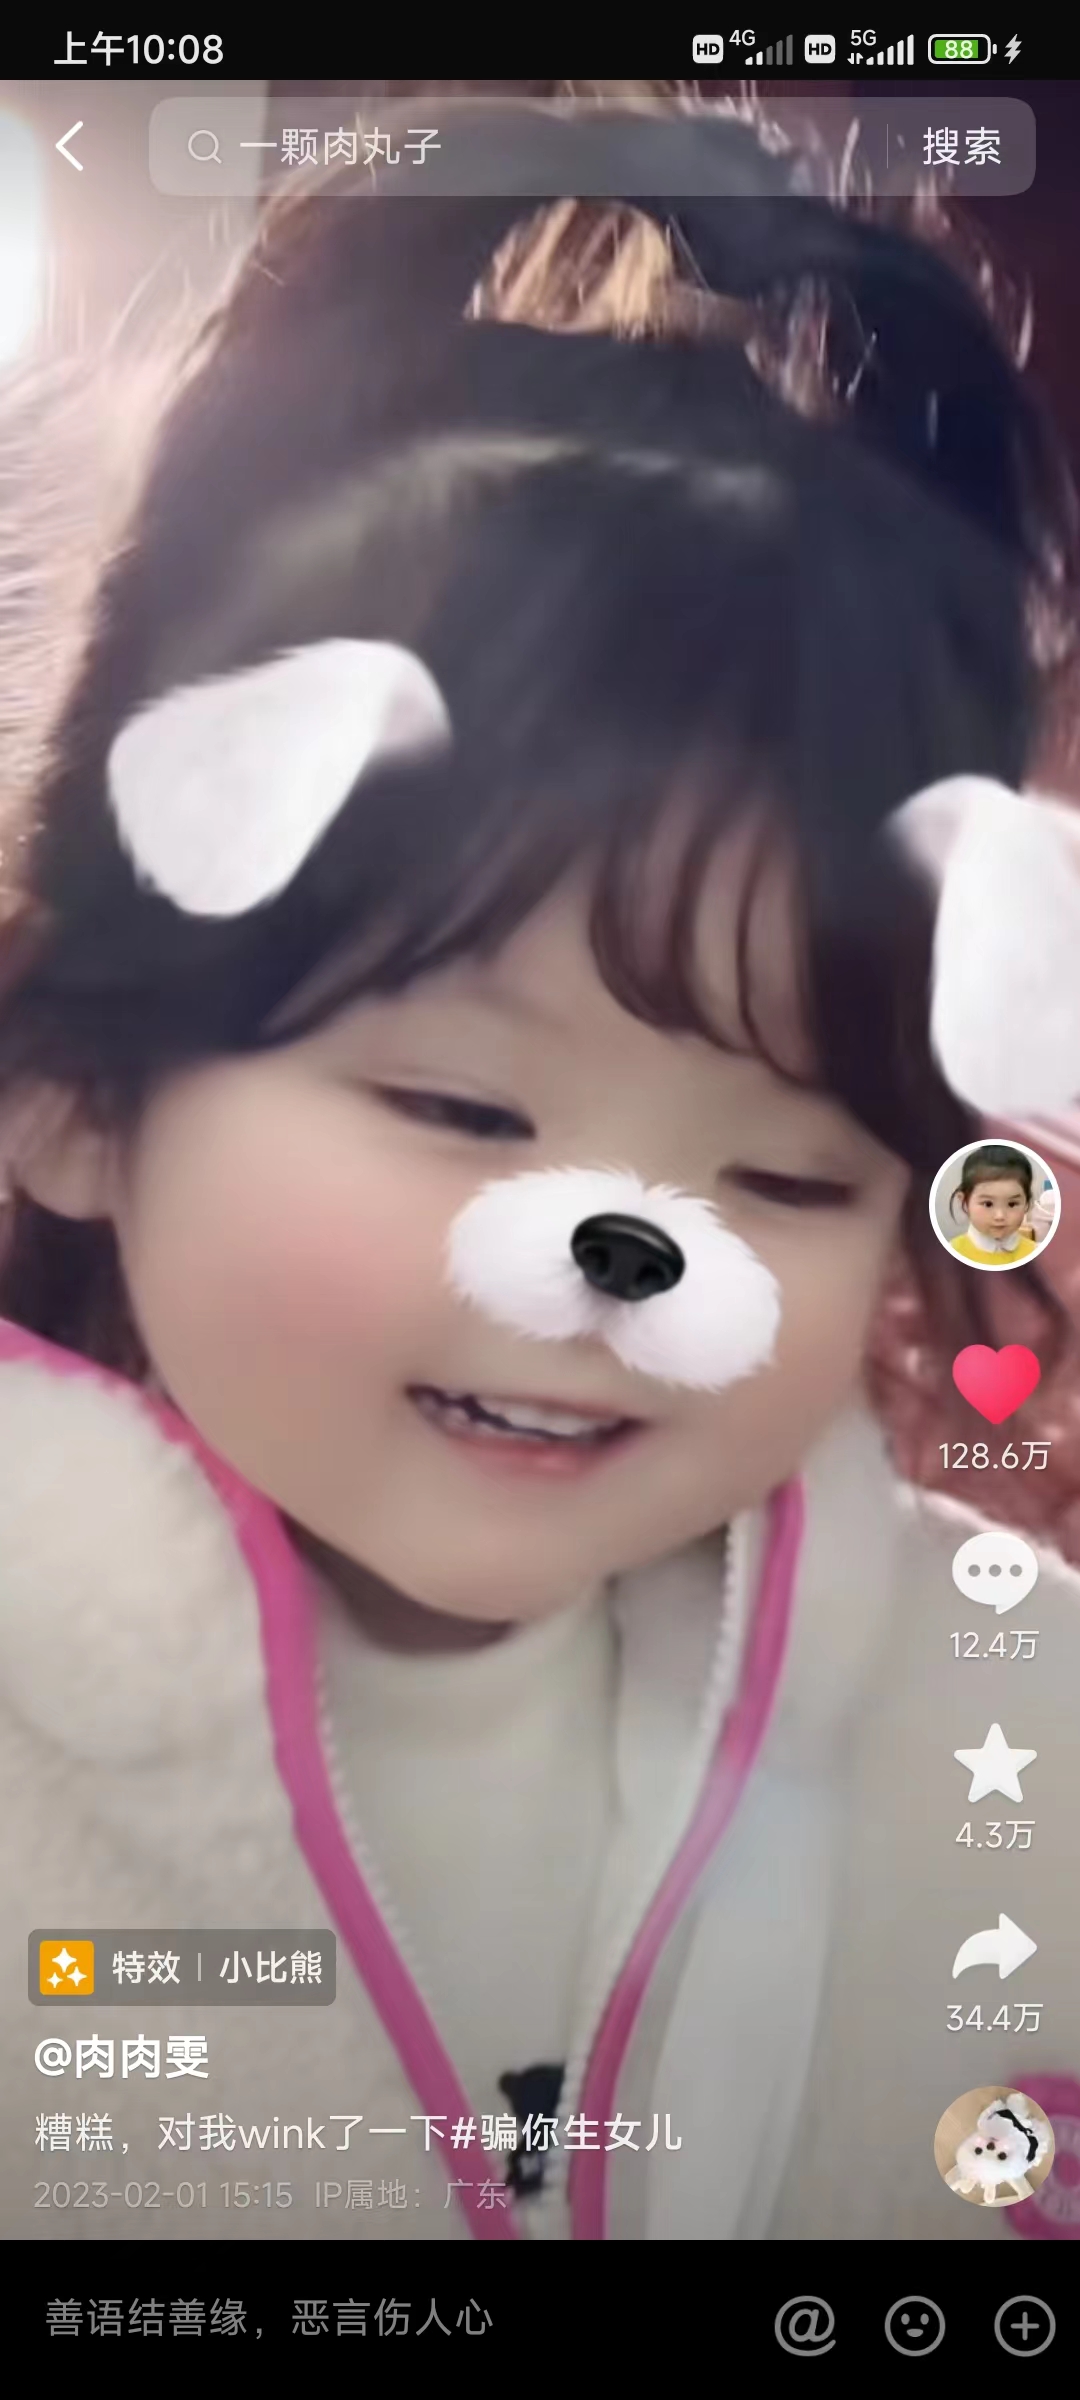 上午10:08
HD 4G HD 5G 88
一颗肉丸子 搜索
128.6万
12.4万
4.3万
34.4万
特效 | 小比熊
@肉肉雯
糟糕，对我wink了一下#骗你生女儿
2023-02-01 15:15 IP属地：广东
善语结善缘，恶言伤人心